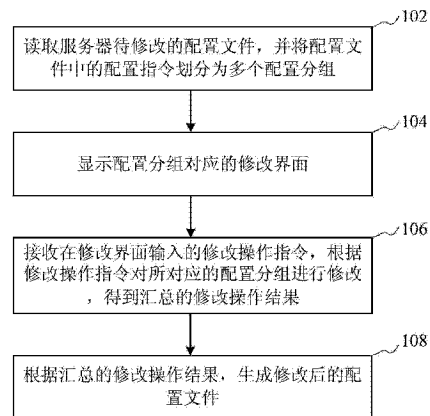 102
读取服务器待修改的配置文件，并将配置文
件中的配置指令划分为多个配置分组
104
显示配置分组对应的修改界面
106
接收在修改界面输入的修改操作指令，根据
修改操作指令对所对应的配置分组进行修改
，得到汇总的修改操作结果
108
根据汇总的修改操作结果，生成修改后的配
置文件